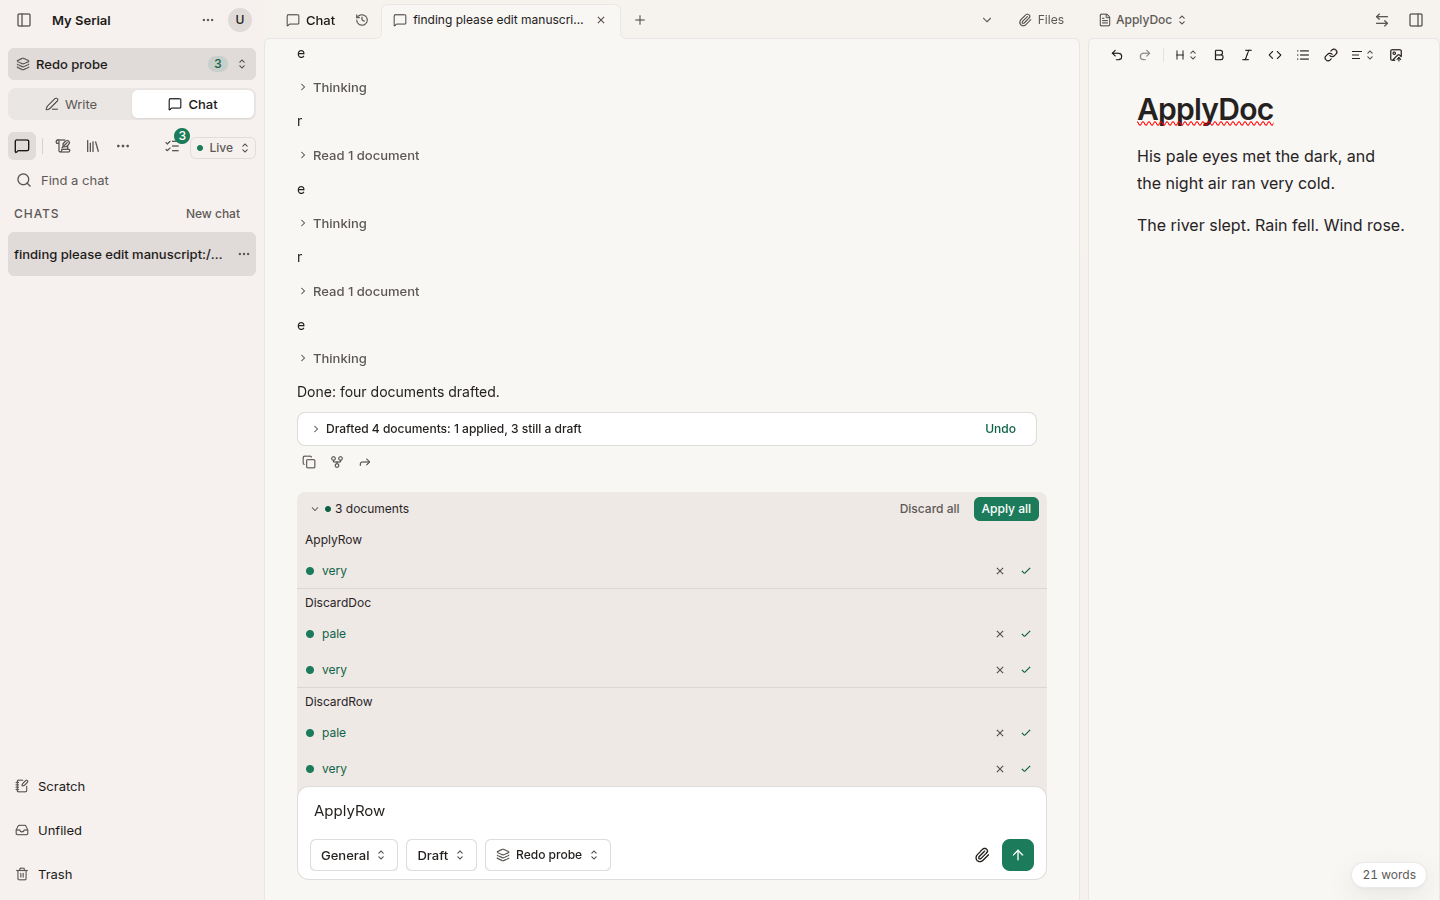 My Serial
U
Redo probe
3
Write
Chat
3
Live
Find a chat
CHATS
New chat
finding please edit manuscript:/...
Scratch
Unfiled
Trash
Chat
finding please edit manuscri...
Files
e
Thinking
r
Read 1 document
e
Thinking
r
Read 1 document
e
Thinking
Done: four documents drafted.
Drafted 4 documents: 1 applied, 3 still a draft
Undo
3 documents
Discard all
Apply all
ApplyRow
very
DiscardDoc
pale
very
DiscardRow
pale
very
ApplyRow
General
Draft
Redo probe
ApplyDoc
H
B
I
ApplyDoc
His pale eyes met the dark, and
the night air ran very cold.
The river slept. Rain fell. Wind rose.
21 words